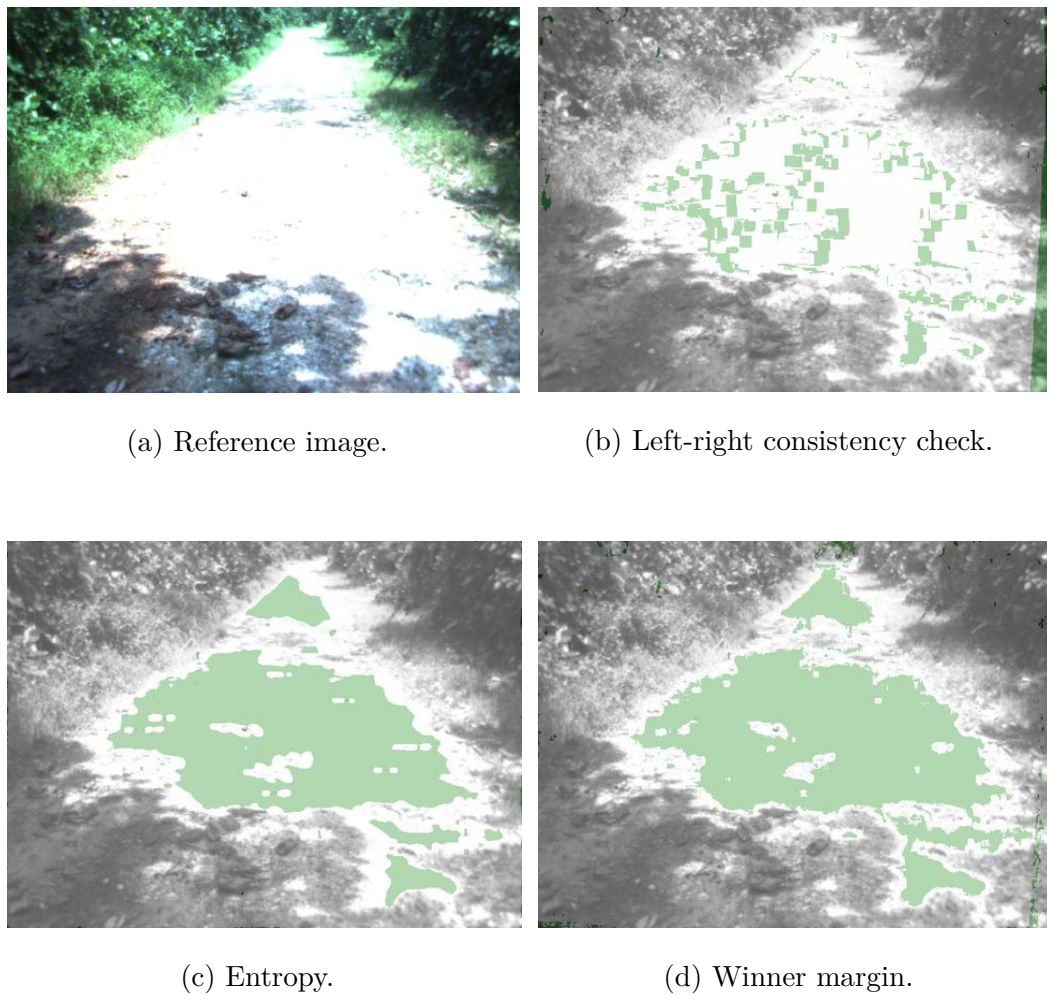 (a) Reference image.
(b) Left-right consistency check.
(c) Entropy.
(d) Winner margin.